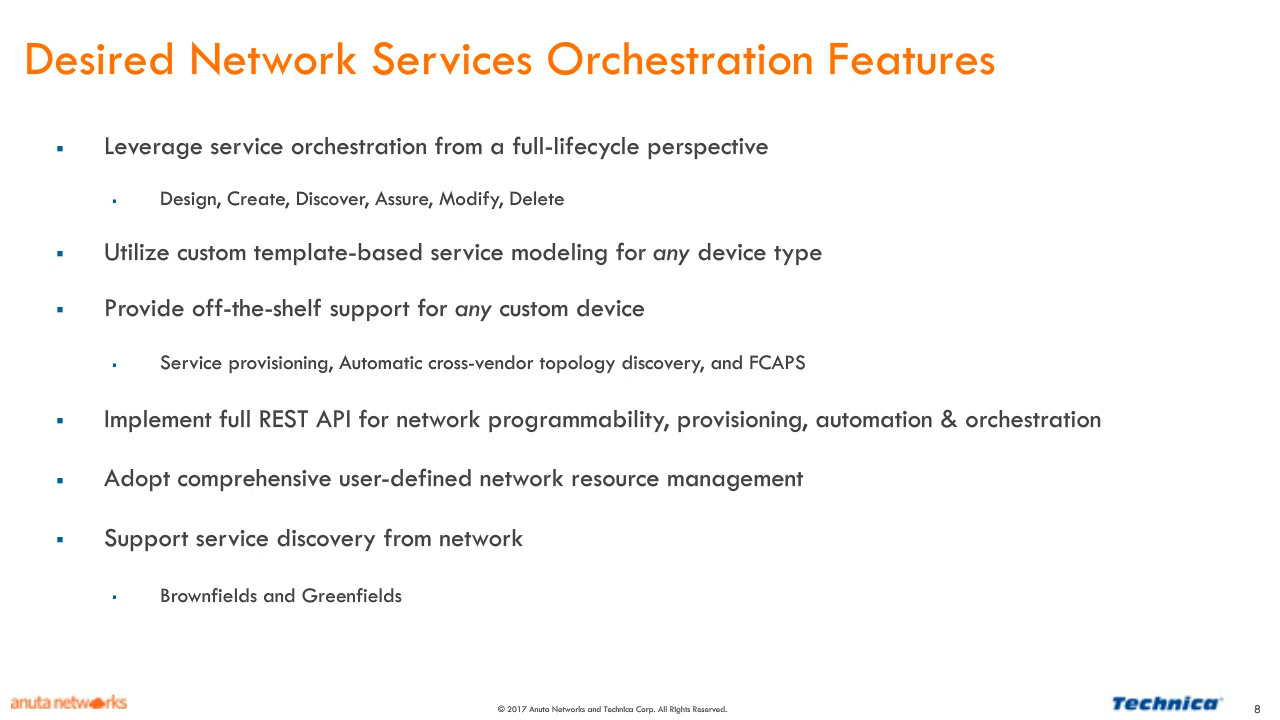 Desired Network Services Orchestration Features
▪ Leverage service orchestration from a full-lifecycle perspective
▪ Design, Create, Discover, Assure, Modify, Delete
▪ Utilize custom template-based service modeling for any device type
▪ Provide off-the-shelf support for any custom device
▪ Service provisioning, Automatic cross-vendor topology discovery, and FCAPS
▪ Implement full REST API for network programmability, provisioning, automation & orchestration
▪ Adopt comprehensive user-defined network resource management
▪ Support service discovery from network
▪ Brownfields and Greenfields
anuta networks
© 2017 Anuta Networks and Technica Corp. All Rights Reserved.
Technica
8